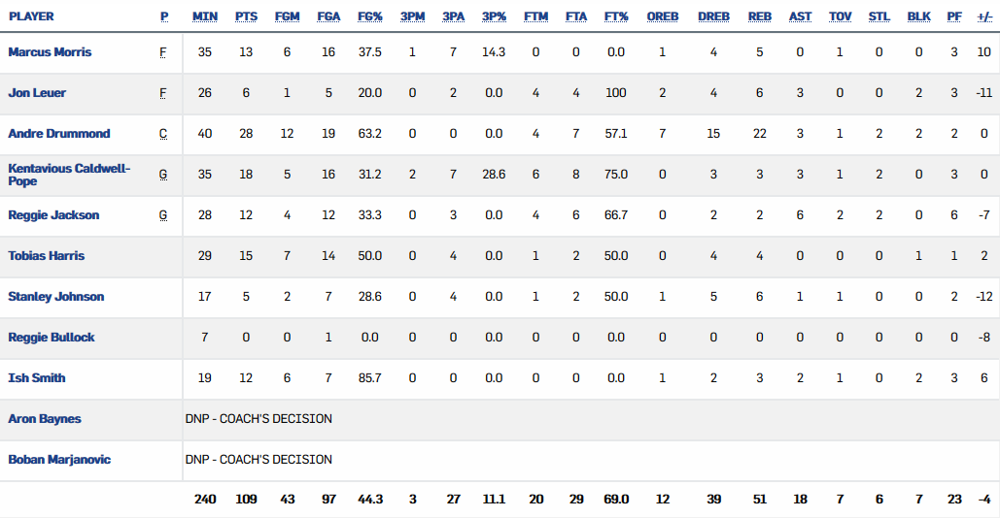 PLAYER P MIN PTS FGM FGA FG% 3PM 3PA 3P% FTM FTA FT% OREB DREB REB AST TOV STL BLK PF +/-
Marcus Morris F 35 13 6 16 37.5 1 7 14.3 0 0 0.0 1 4 5 0 1 0 0 3 10
Jon Leuer F 26 6 1 5 20.0 0 2 0.0 4 4 100 2 4 6 3 0 0 2 3 -11
Andre Drummond C 40 28 12 19 63.2 0 0 0.0 4 7 57.1 7 15 22 3 1 2 2 2 0
Kentavious Caldwell-
Pope G 35 18 5 16 31.2 2 7 28.6 6 8 75.0 0 3 3 3 1 2 0 3 0
Reggie Jackson G 28 12 4 12 33.3 0 3 0.0 4 6 66.7 0 2 2 6 2 2 0 6 -7
Tobias Harris 29 15 7 14 50.0 0 4 0.0 1 2 50.0 0 4 4 0 0 0 1 1 2
Stanley Johnson 17 5 2 7 28.6 0 4 0.0 1 2 50.0 1 5 6 1 1 0 0 2 -12
Reggie Bullock 7 0 0 1 0.0 0 0 0.0 0 0 0.0 0 0 0 0 0 0 0 0 -8
Ish Smith 19 12 6 7 85.7 0 0 0.0 0 0 0.0 1 2 3 2 1 0 2 3 6
Aron Baynes DNP - COACH'S DECISION
Boban Marjanovic DNP - COACH'S DECISION
240 109 43 97 44.3 3 27 11.1 20 29 69.0 12 39 51 18 7 6 7 23 -4